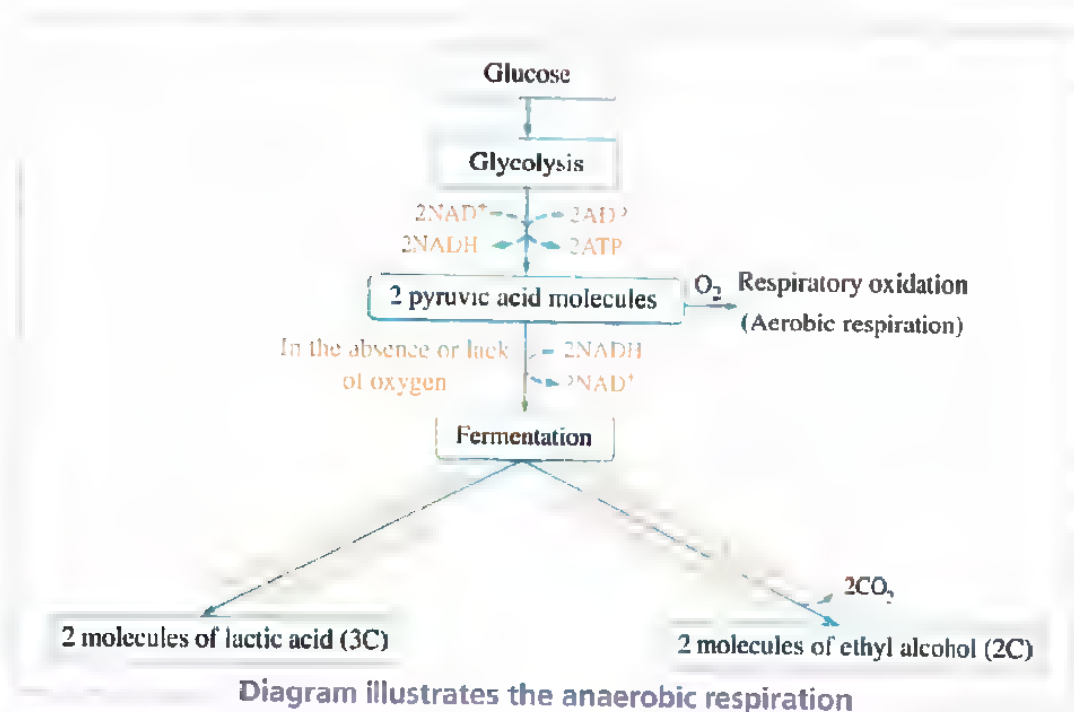 Glucose
Glycolysis
2NAD⁺ 2ADP
2NADH 2ATP
2 pyruvic acid molecules O₂ Respiratory oxidation
(Aerobic respiration)
In the absence or lack 2NADH
of oxygen 2NAD⁺
Fermentation
2CO₂
2 molecules of lactic acid (3C)
2 molecules of ethyl alcohol (2C)
Diagram illustrates the anaerobic respiration